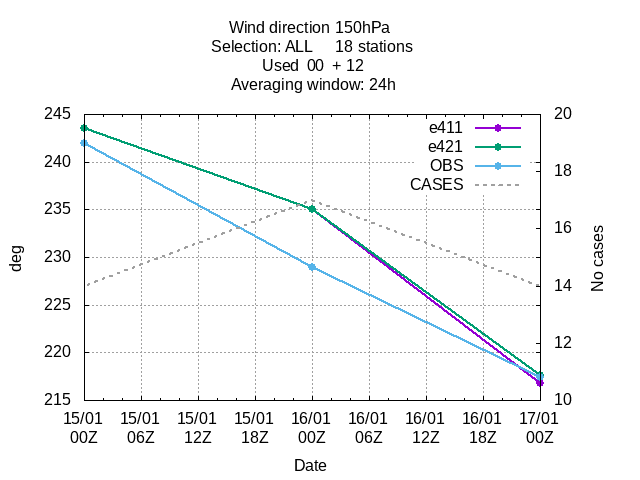 Wind direction 150hPa
Selection: ALL 18 stations
Used 00 + 12
Averaging window: 24h
245
240
235
230
225
220
215
deg
20
18
16
14
12
10
No cases
e411
e421
OBS
CASES
15/01 15/01 15/01 15/01 16/01 16/01 16/01 16/01 17/01
00Z 06Z 12Z 18Z 00Z 06Z 12Z 18Z 00Z
Date